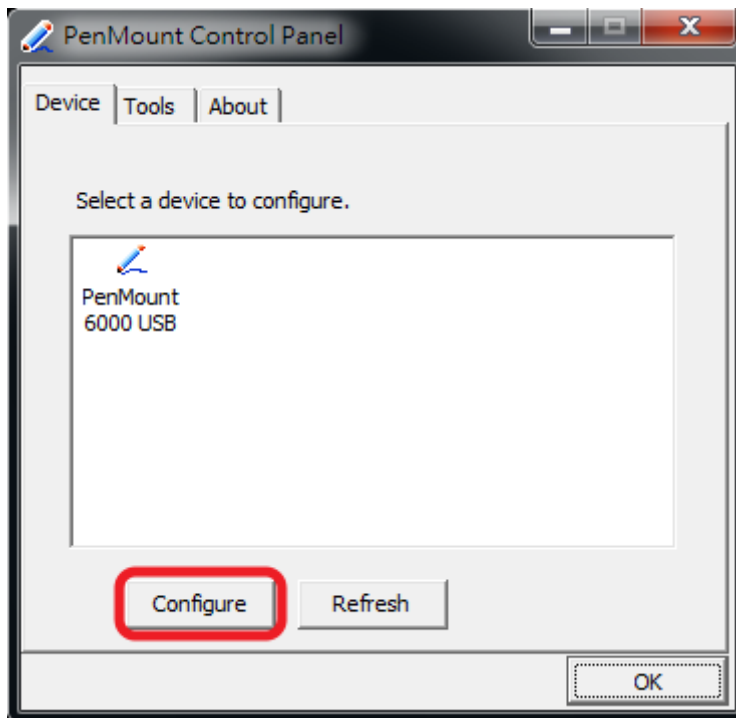 PenMount Control Panel
Device Tools About
Select a device to configure.
PenMount
6000 USB
Configure Refresh
OK